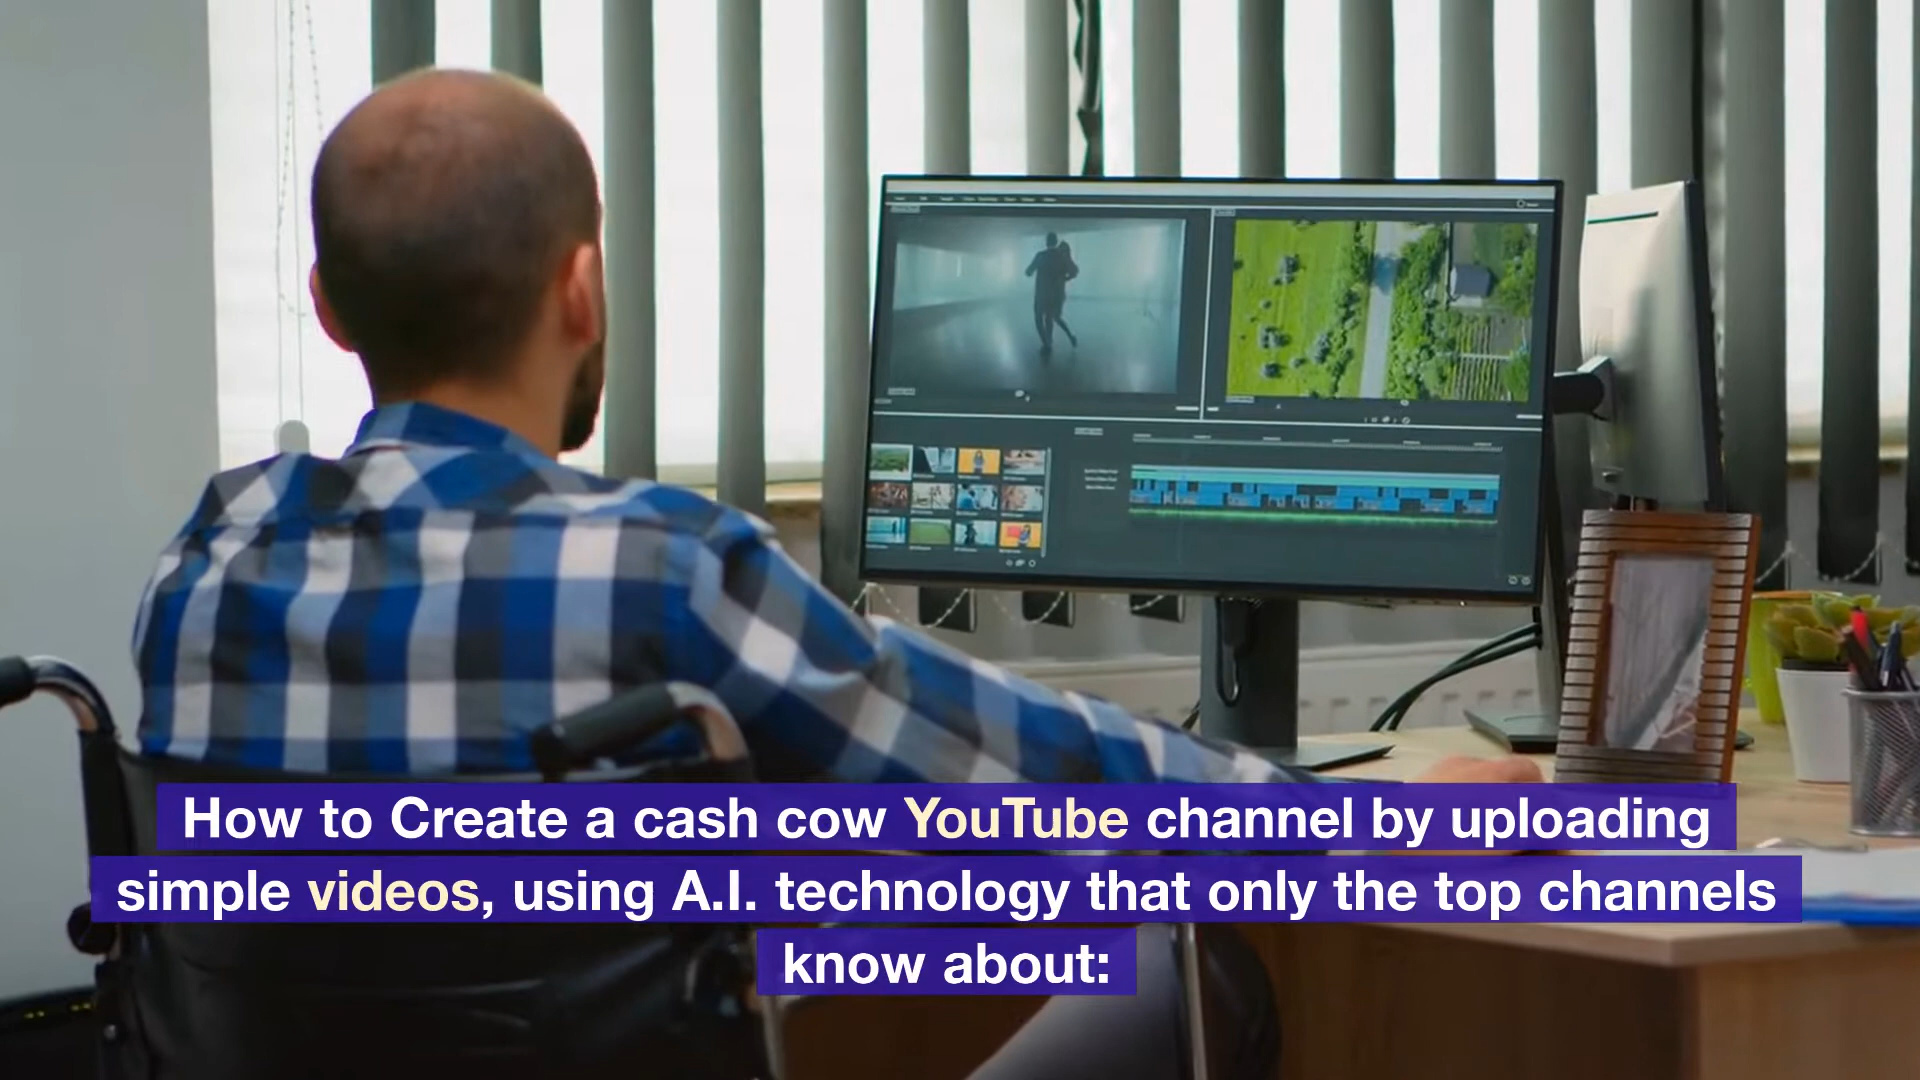 How to Create a cash cow YouTube channel by uploading
simple videos, using A.I. technology that only the top channels
know about: